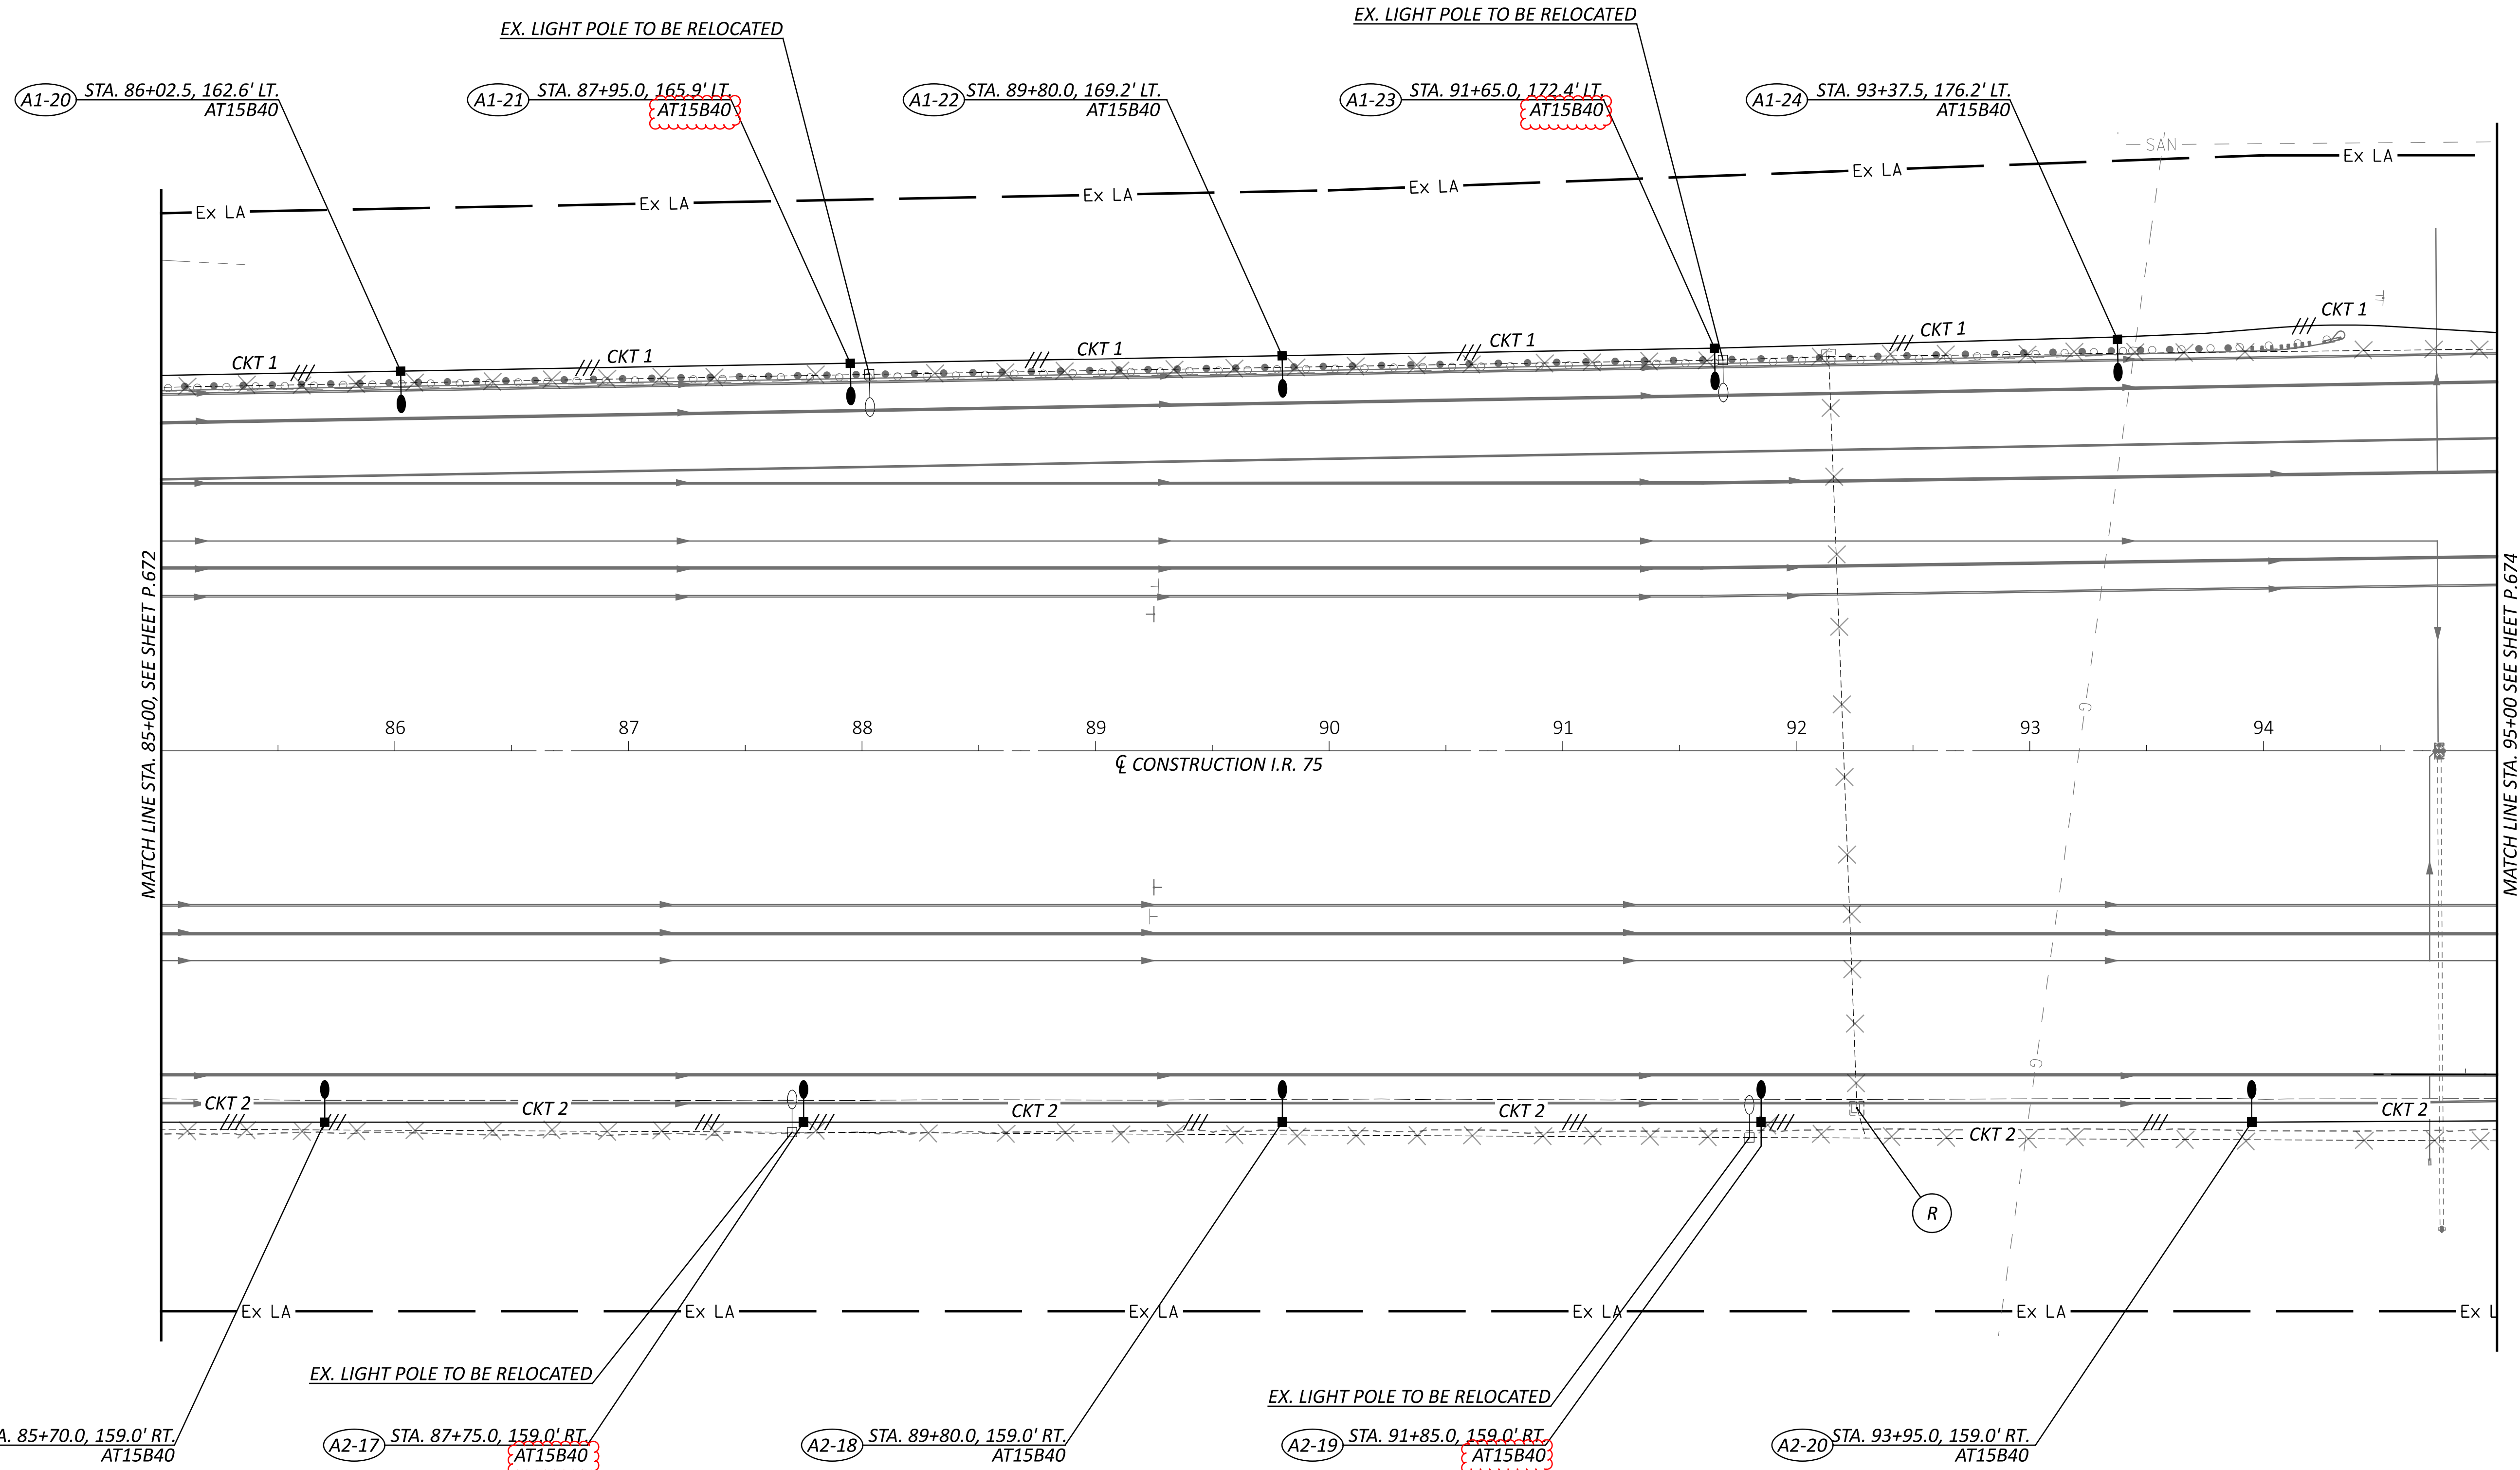 EX. LIGHT POLE TO BE RELOCATED
EX. LIGHT POLE TO BE RELOCATED
A1-20 STA. 86+02.5, 162.6' LT.
AT15B40
A1-21 STA. 87+95.0, 165.9' LT.
AT15B40
A1-22 STA. 89+80.0, 169.2' LT.
AT15B40
A1-23 STA. 91+65.0, 172.4' LT.
AT15B40
A1-24 STA. 93+37.5, 176.2' LT.
AT15B40
SAN
Ex LA
Ex LA
Ex LA
Ex LA
Ex LA
Ex LA
CKT 1
CKT 1
CKT 1
CKT 1
CKT 1
CKT 1
MATCH LINE STA. 85+00, SEE SHEET P.672
MATCH LINE STA. 95+00 SEE SHEET P.674
G
86 87 88 89 90 91 92 93 94
℄ CONSTRUCTION I.R. 75
G
CKT 2
CKT 2
CKT 2
CKT 2
CKT 2
CKT 2
R
Ex LA
Ex LA
Ex LA
Ex LA
Ex LA
Ex L
EX. LIGHT POLE TO BE RELOCATED
EX. LIGHT POLE TO BE RELOCATED
A. 85+70.0, 159.0' RT.
AT15B40
A2-17 STA. 87+75.0, 159.0' RT.
AT15B40
A2-18 STA. 89+80.0, 159.0' RT.
AT15B40
A2-19 STA. 91+85.0, 159.0' RT.
AT15B40
A2-20 STA. 93+95.0, 159.0' RT.
AT15B40